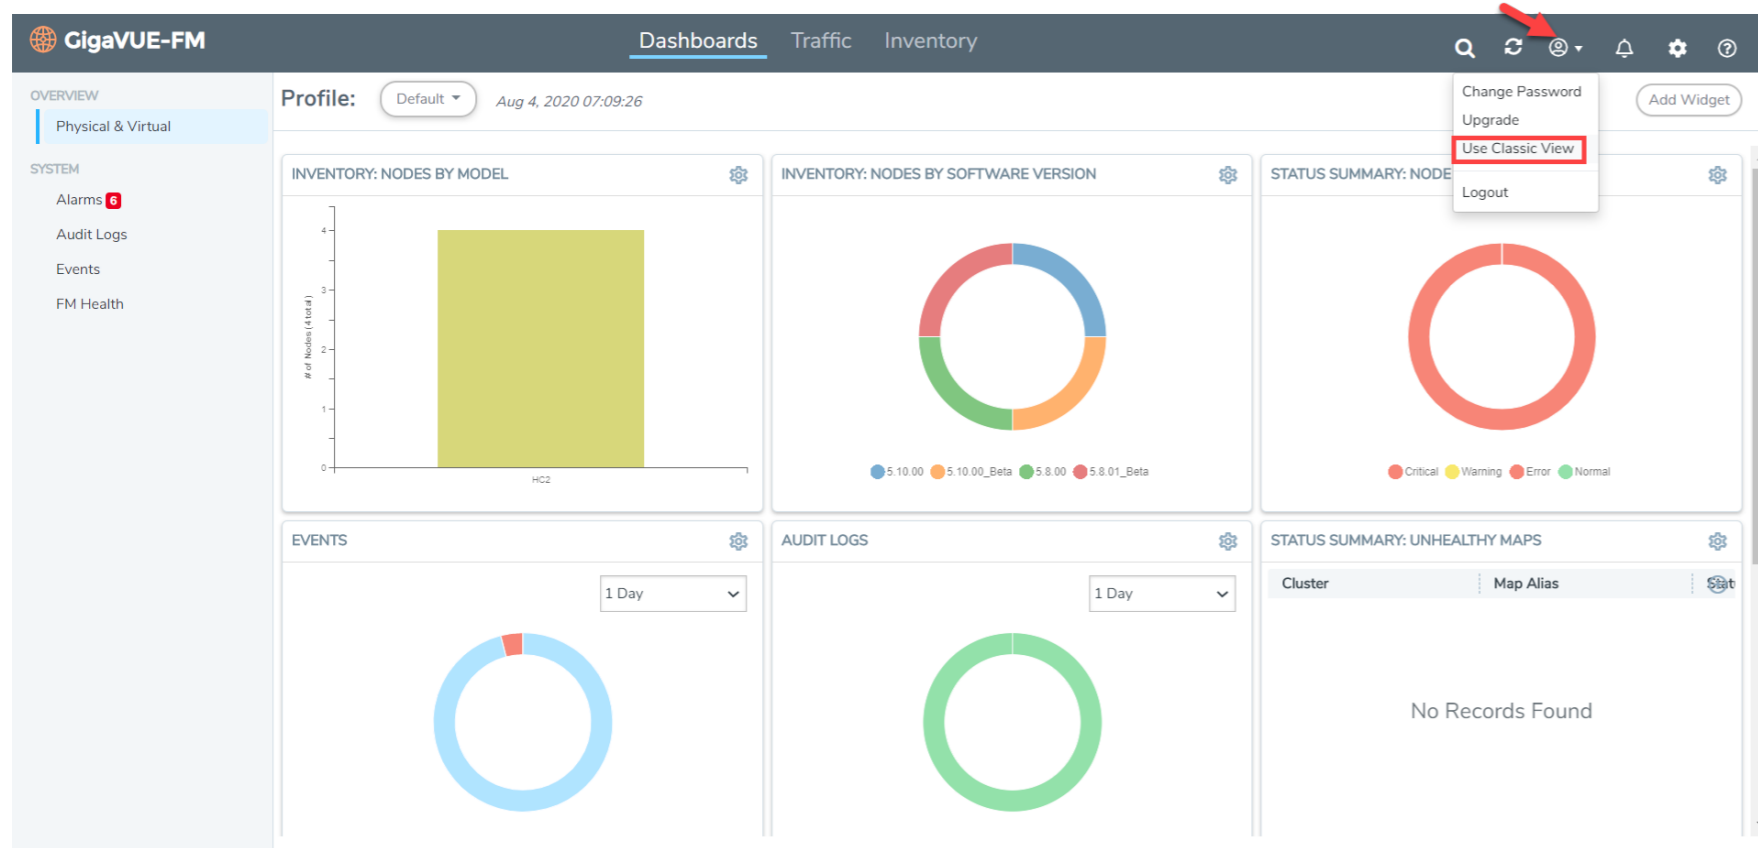 GigaVUE-FM
Dashboards Traffic Inventory
OVERVIEW
Physical & Virtual
SYSTEM
Alarms 6
Audit Logs
Events
FM Health
Profile: Default Aug 4, 2020 07:09:26
Add Widget
Change Password
Upgrade
Use Classic View
Logout
INVENTORY: NODES BY MODEL
# of Nodes (4 total)
4
3
2
1
0
HC2
INVENTORY: NODES BY SOFTWARE VERSION
5.10.00 5.10.00_Beta 5.8.00 5.8.01_Beta
STATUS SUMMARY: NODE
Critical Warning Error Normal
EVENTS
1 Day
AUDIT LOGS
1 Day
STATUS SUMMARY: UNHEALTHY MAPS
Cluster Map Alias
No Records Found